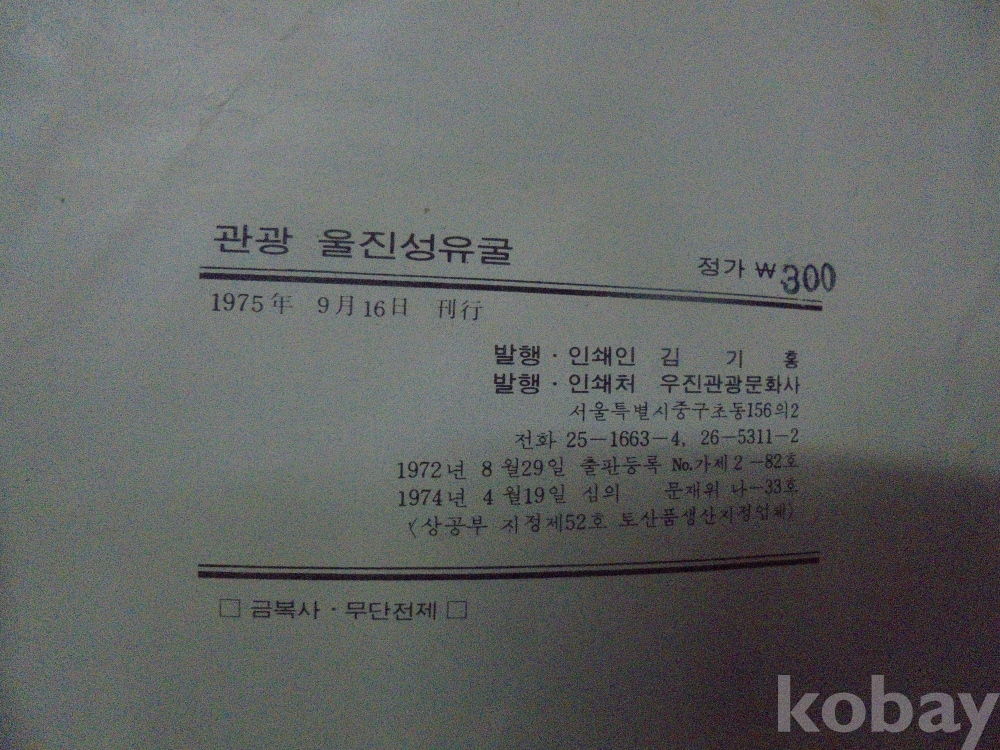 관광 울진성유굴
정가 ₩300
1975年 9月16日 刊行
발행·인쇄인 김 기 홍
발행·인쇄처 우진관광문화사
서울특별시중구초동156의2
전화 25-1663-4, 26-5311-2
1972년 8월29일 출판등록 No.가제2-82호
1974년 4월19일 심의 문재위 나-33호
〈상공부 지정제52호 토산품생산지정업체〉
□ 금복사·무단전제 □
kobay